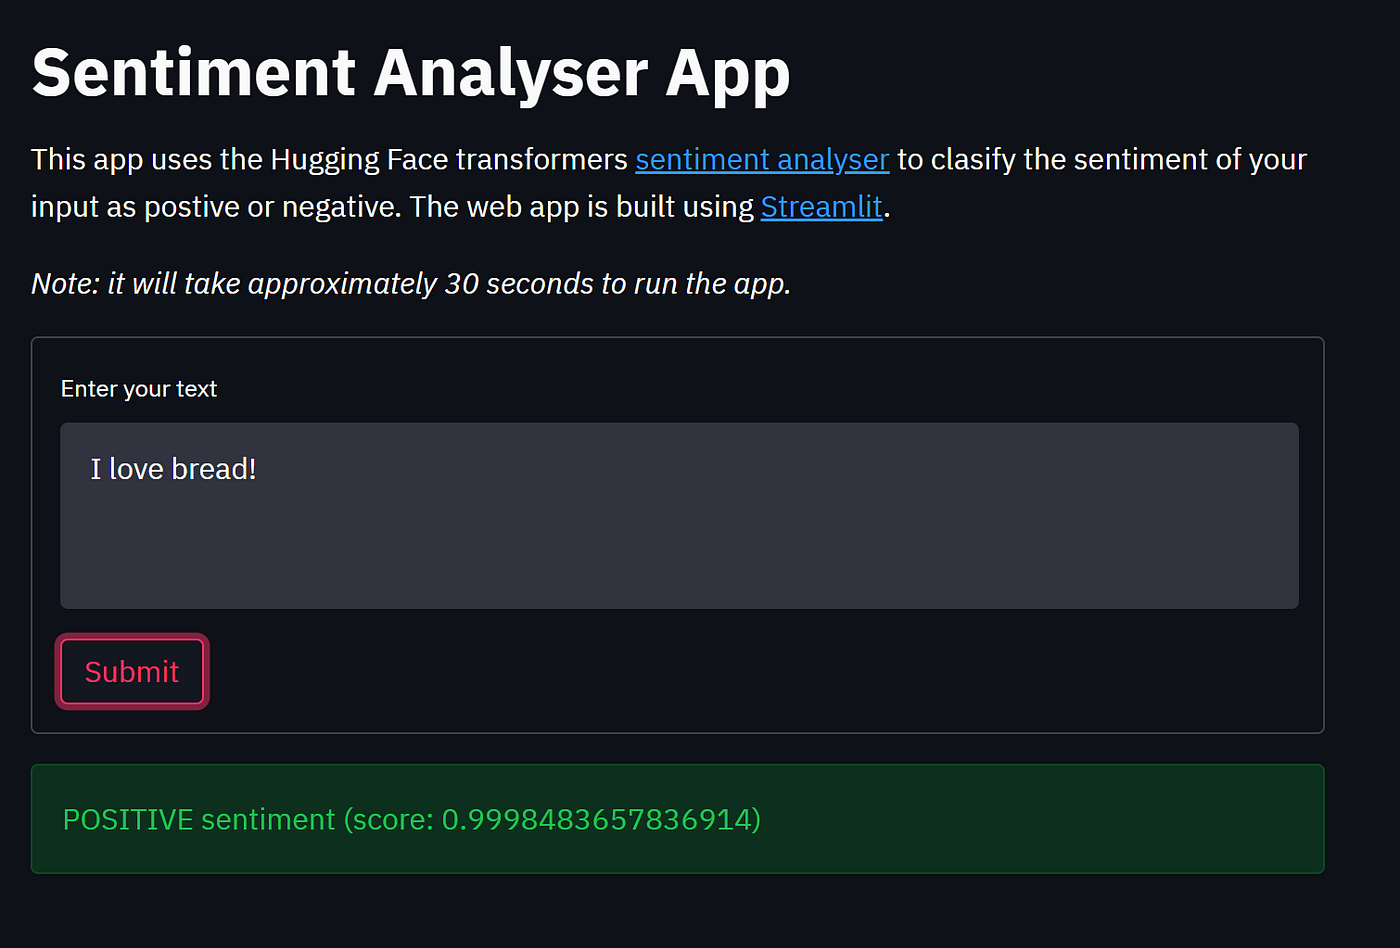 Sentiment Analyser App
This app uses the Hugging Face transformers sentiment analyser to clasify the sentiment of your
input as postive or negative. The web app is built using Streamlit.
Note: it will take approximately 30 seconds to run the app.
Enter your text
I love bread!
Submit
POSITIVE sentiment (score: 0.9998483657836914)